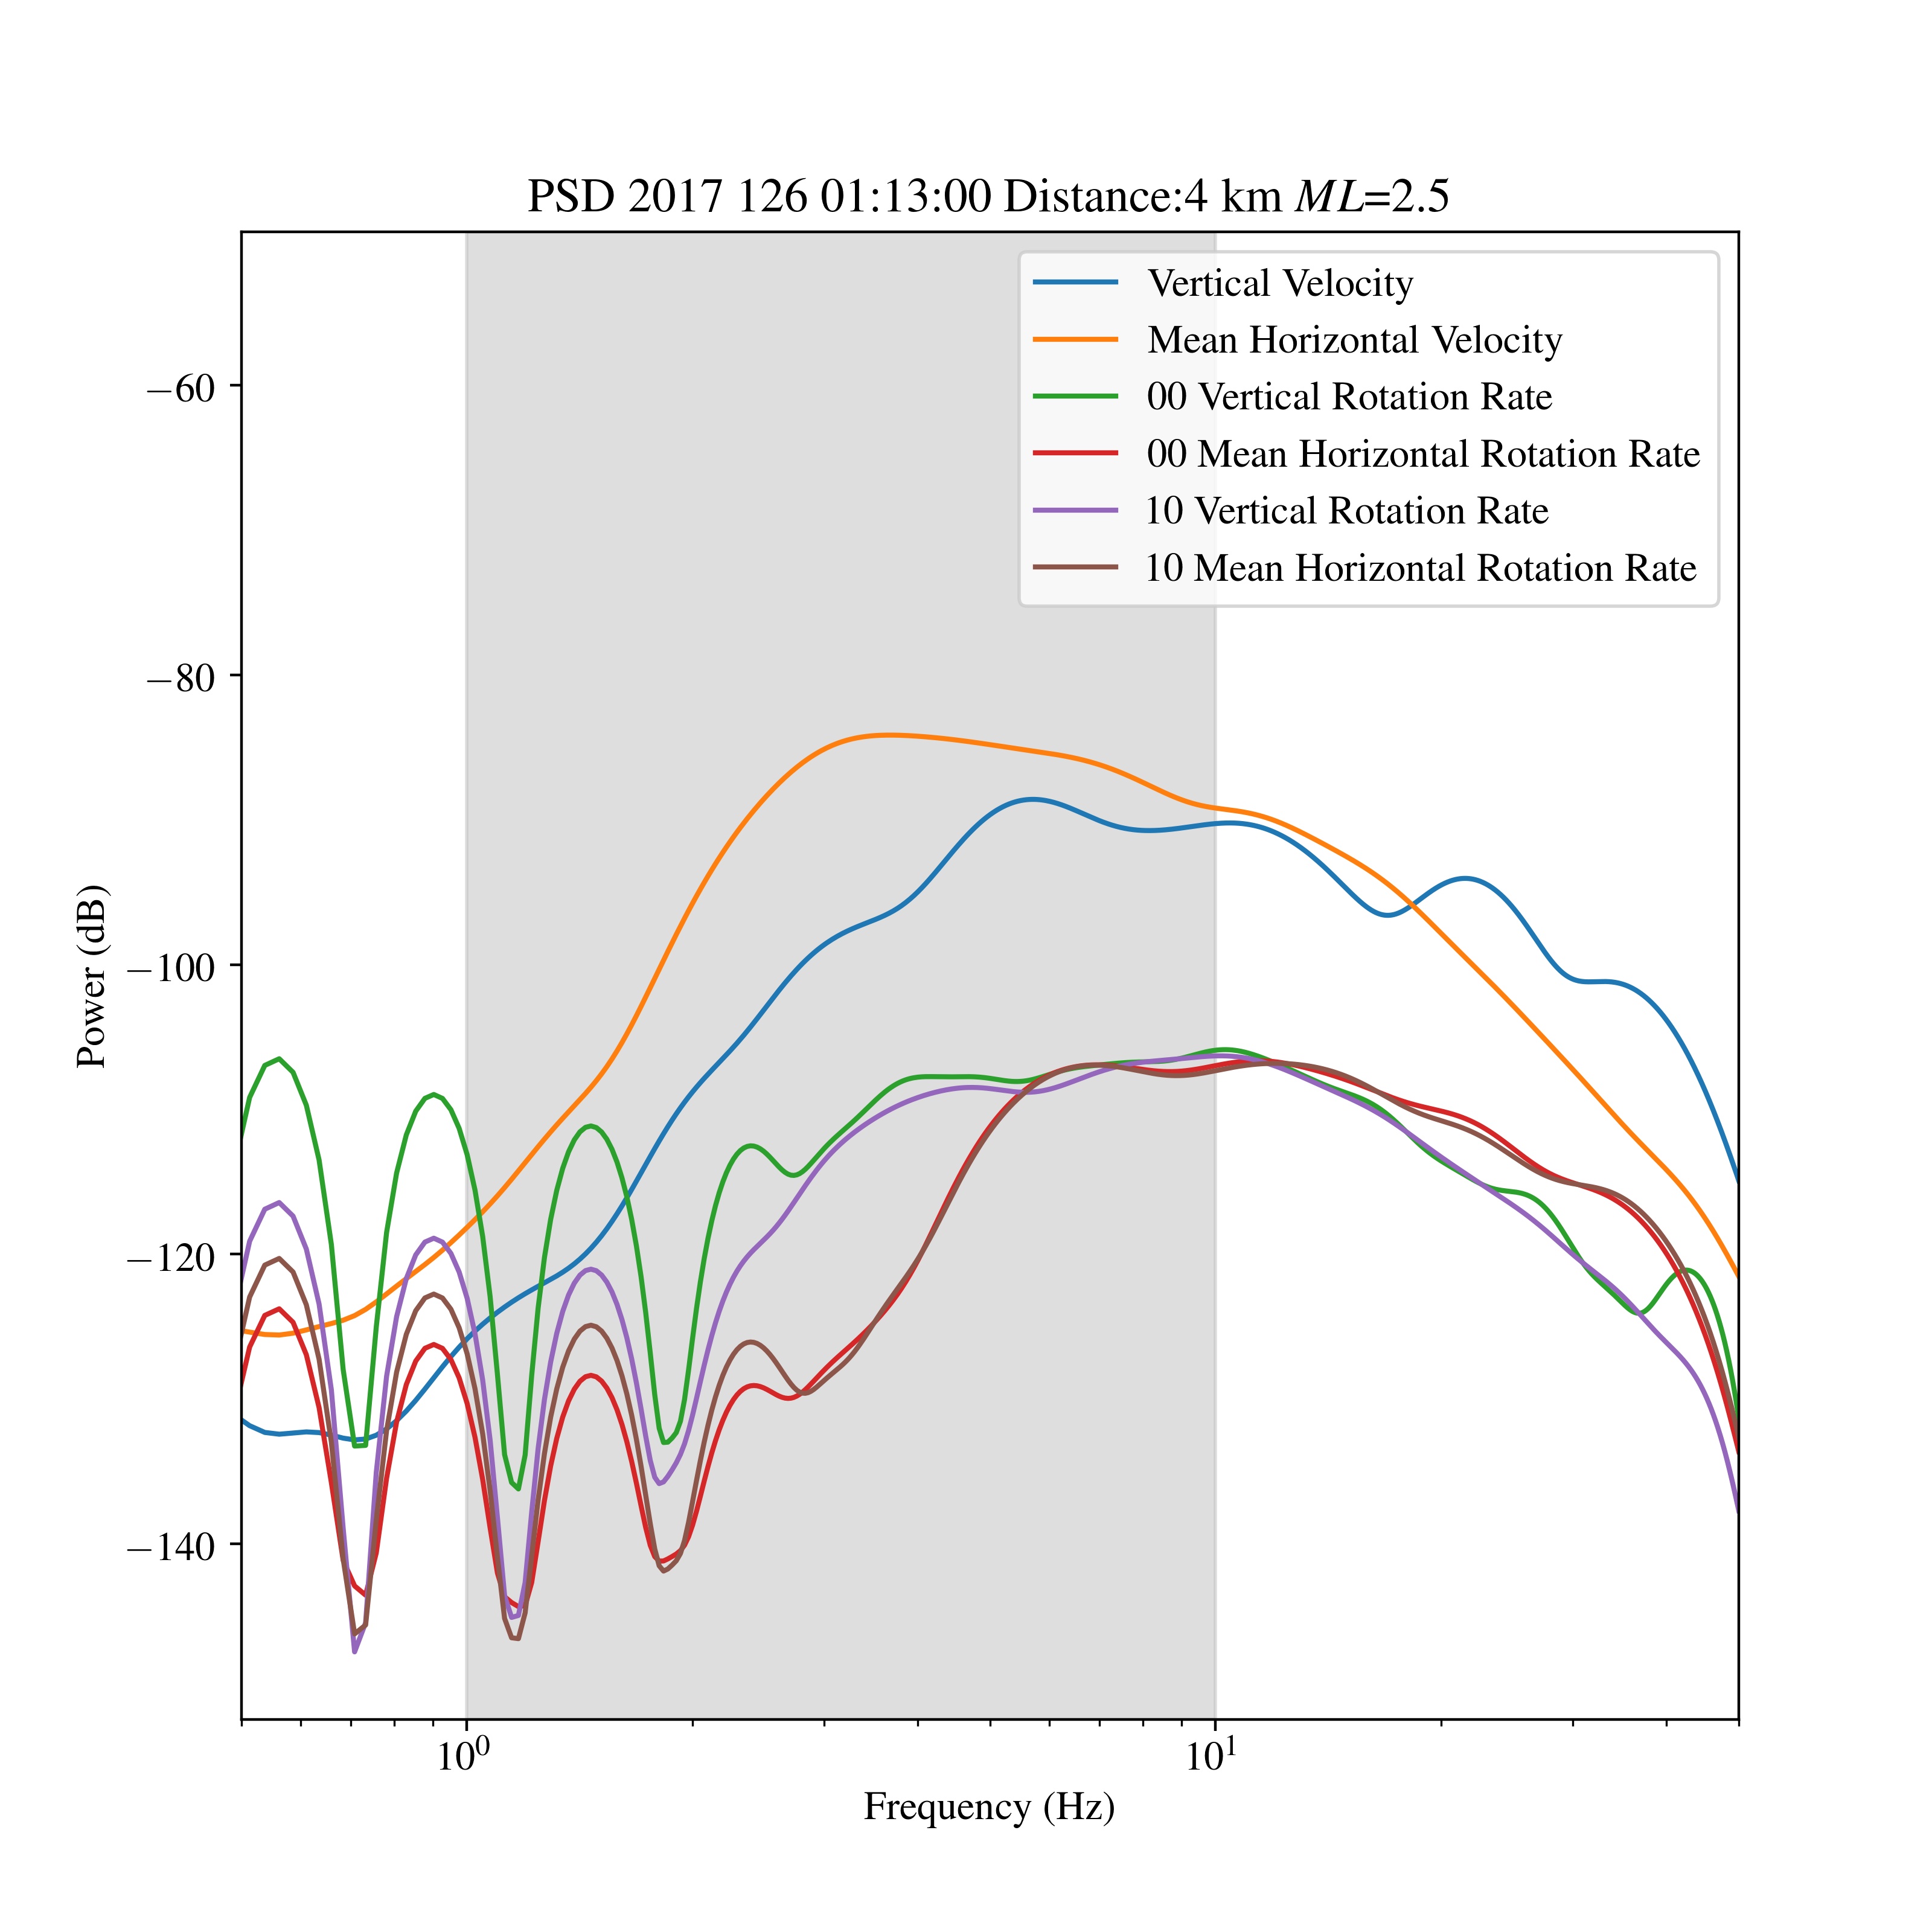 PSD 2017 126 01:13:00 Distance:4 km ML=2.5
Vertical Velocity
Mean Horizontal Velocity
00 Vertical Rotation Rate
00 Mean Horizontal Rotation Rate
10 Vertical Rotation Rate
10 Mean Horizontal Rotation Rate
−60
−80
−100
−120
−140
Power (dB)
10⁰ 10¹
Frequency (Hz)